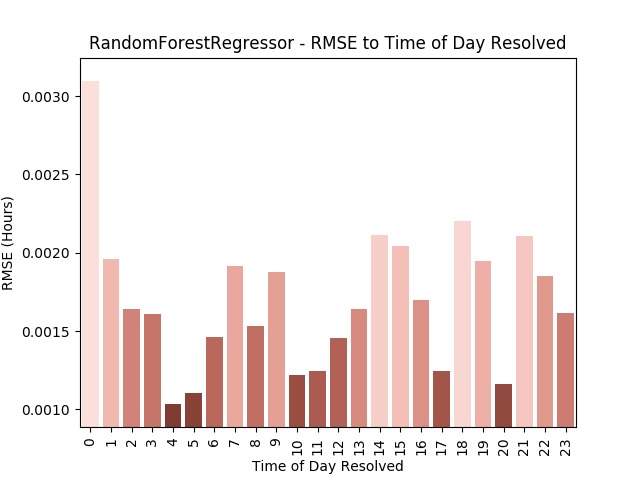 RandomForestRegressor - RMSE to Time of Day Resolved
0.0030
0.0025
0.0020
0.0015
0.0010
RMSE (Hours)
0 1 2 3 4 5 6 7 8 9 10 11 12 13 14 15 16 17 18 19 20 21 22 23
Time of Day Resolved